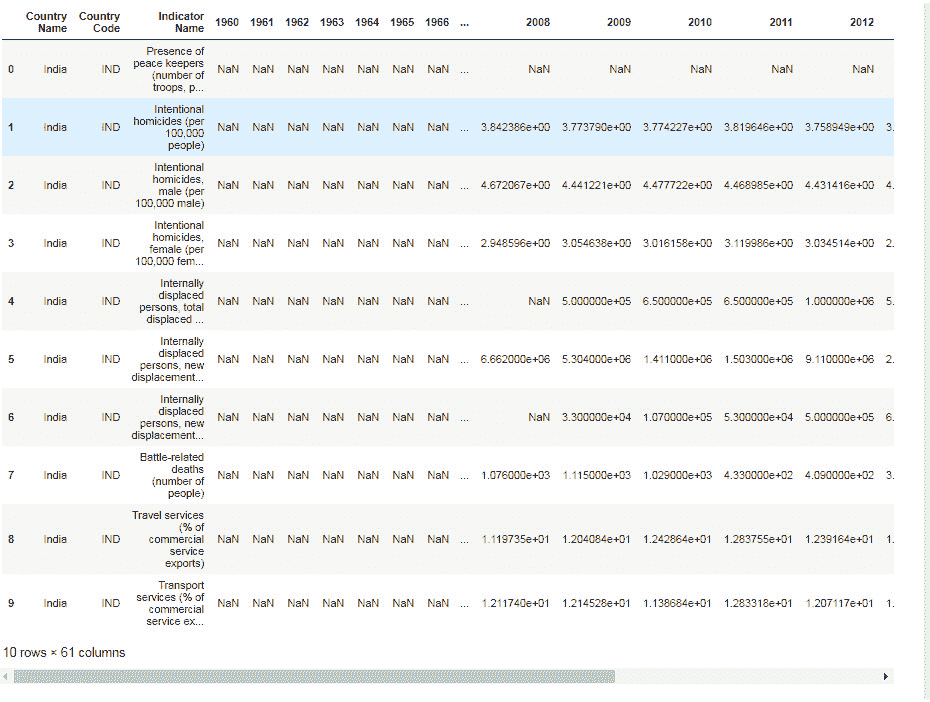 Country Name Country Code Indicator Name 1960 1961 1962 1963 1964 1965 1966 ... 2008 2009 2010 2011 2012
0 India IND Presence of peace keepers (number of troops, p... NaN NaN NaN NaN NaN NaN NaN ... NaN NaN NaN NaN NaN
1 India IND Intentional homicides (per 100,000 people) NaN NaN NaN NaN NaN NaN NaN ... 3.842386e+00 3.773790e+00 3.774227e+00 3.819646e+00 3.758949e+00 3.
2 India IND Intentional homicides, male (per 100,000 male) NaN NaN NaN NaN NaN NaN NaN ... 4.672067e+00 4.441221e+00 4.477722e+00 4.468985e+00 4.431416e+00 4.
3 India IND Intentional homicides, female (per 100,000 fem... NaN NaN NaN NaN NaN NaN NaN ... 2.948596e+00 3.054638e+00 3.016158e+00 3.119986e+00 3.034514e+00 2.
4 India IND Internally displaced persons, total displaced ... NaN NaN NaN NaN NaN NaN NaN ... NaN 5.000000e+05 6.500000e+05 6.500000e+05 1.000000e+06 5.
5 India IND Internally displaced persons, new displacement... NaN NaN NaN NaN NaN NaN NaN ... 6.662000e+06 5.304000e+06 1.411000e+06 1.503000e+06 9.110000e+06 2.
6 India IND Internally displaced persons, new displacement... NaN NaN NaN NaN NaN NaN NaN ... NaN 3.300000e+04 1.070000e+05 5.300000e+04 5.000000e+05 6.
7 India IND Battle-related deaths (number of people) NaN NaN NaN NaN NaN NaN NaN ... 1.076000e+03 1.115000e+03 1.029000e+03 4.330000e+02 4.090000e+02 3.
8 India IND Travel services (% of commercial service exports) NaN NaN NaN NaN NaN NaN NaN ... 1.119735e+01 1.204084e+01 1.242864e+01 1.283755e+01 1.239164e+01 1.
9 India IND Transport services (% of commercial service ex... NaN NaN NaN NaN NaN NaN NaN ... 1.211740e+01 1.214528e+01 1.138684e+01 1.283318e+01 1.207117e+01 1.
10 rows × 61 columns